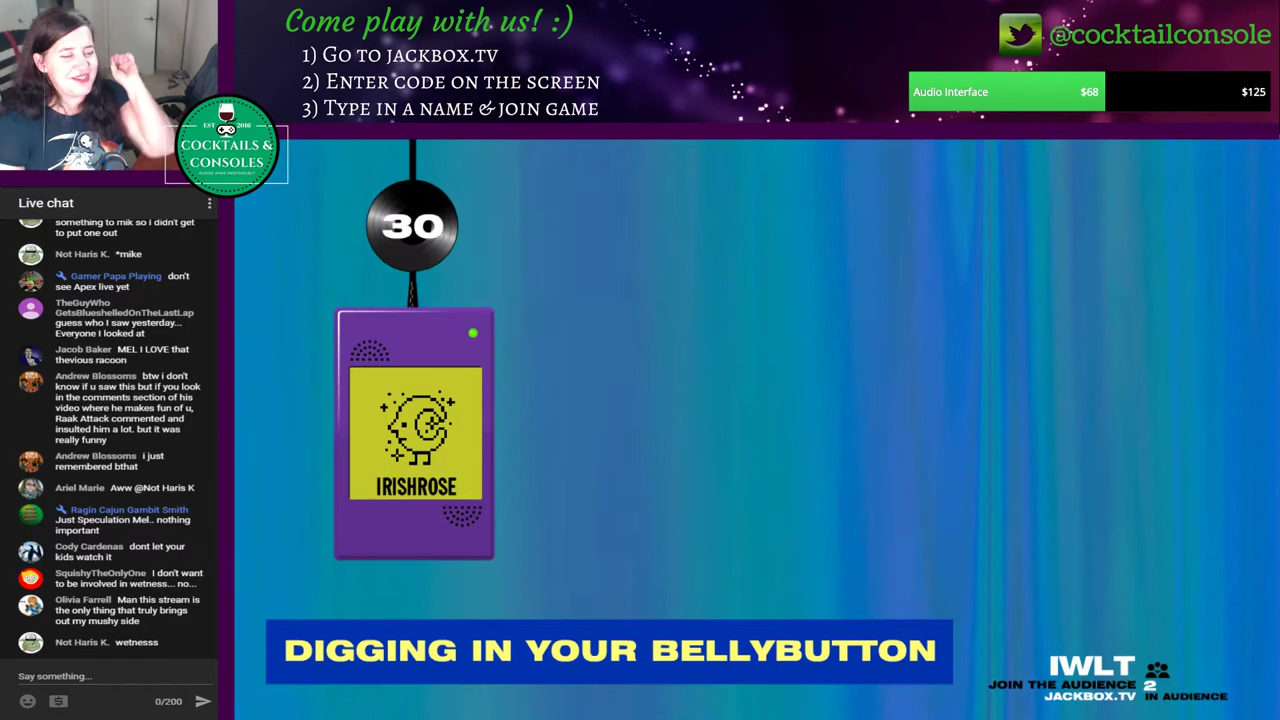 Come play with us! :)
1) GO TO JACKBOX.TV
2) ENTER CODE ON THE SCREEN
3) TYPE IN A NAME & JOIN GAME
@cocktailconsole
Audio Interface $68 $125
EST 2016
COCKTAILS &
CONSOLES
PLEASE GAME RESPONSIBLY
Live chat
something to mik so i didn't get
to put one out
Not Haris K. *mike
Gamer Papa Playing don't
see Apex live yet
TheGuyWho
GetsBlueshelledOnTheLastLap
guess who I saw yesterday...
Everyone I looked at
Jacob Baker MEL I LOVE that
thevious racoon
Andrew Blossoms btw i don't
know if u saw this but if you look
in the comments section of his
video where he makes fun of u,
Raak Attack commented and
insulted him a lot. but it was
really funny
Andrew Blossoms i just
remembered bthat
Ariel Marie Aww @Not Haris K
Ragin Cajun Gambit Smith
Just Speculation Mel.. nothing
important
Cody Cardenas dont let your
kids watch it
SquishyTheOnlyOne I don't want
to be involved in wetness... no...
Olivia Farrell Man this stream is
the only thing that truly brings
out my mushy side
Not Haris K. wetnesss
Say something...
0/200
30
IRISHROSE
DIGGING IN YOUR BELLYBUTTON
IWLT
JOIN THE AUDIENCE 2
JACKBOX.TV IN AUDIENCE